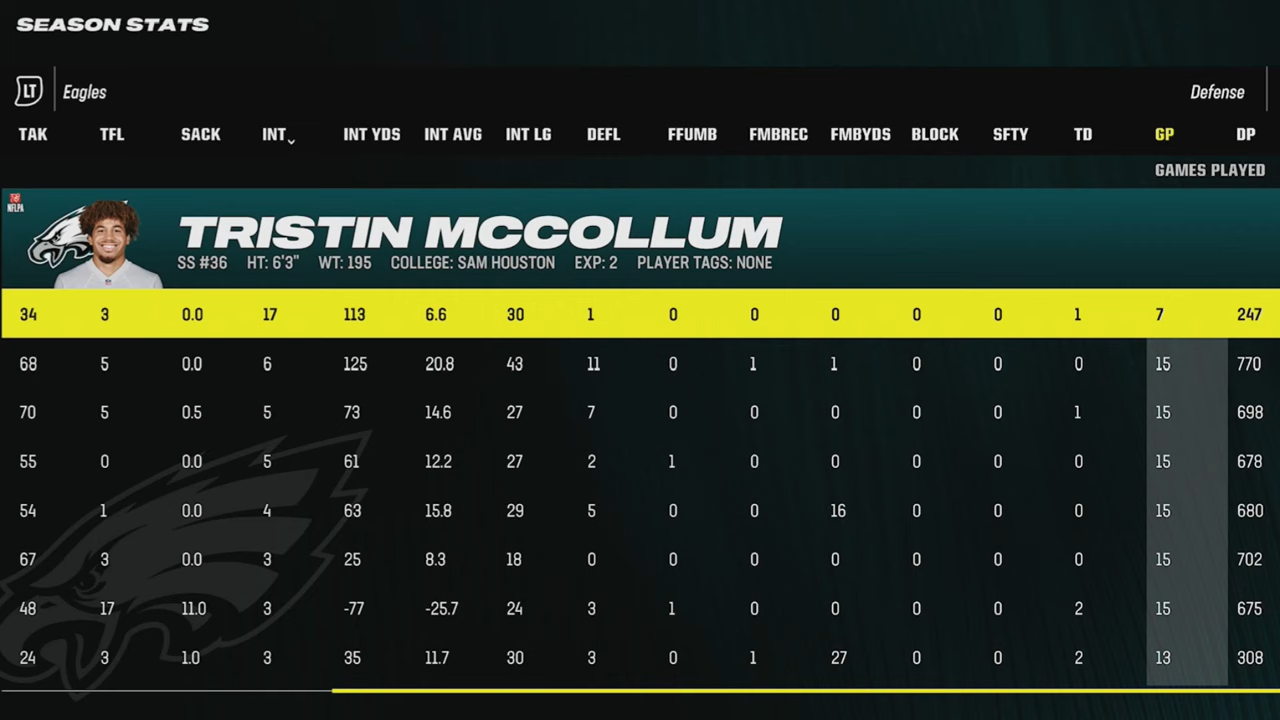 SEASON STATS
LT Eagles Defense
TAK TFL SACK INT INT YDS INT AVG INT LG DEFL FFUMB FMBREC FMBYDS BLOCK SFTY TD GP DP
GAMES PLAYED
NFLPA
TRISTIN MCCOLLUM
SS #36 HT: 6'3" WT: 195 COLLEGE: SAM HOUSTON EXP: 2 PLAYER TAGS: NONE
34 3 0.0 17 113 6.6 30 1 0 0 0 0 0 1 7 247
68 5 0.0 6 125 20.8 43 11 0 1 1 0 0 0 15 770
70 5 0.5 5 73 14.6 27 7 0 0 0 0 0 1 15 698
55 0 0.0 5 61 12.2 27 2 1 0 0 0 0 0 15 678
54 1 0.0 4 63 15.8 29 5 0 0 16 0 0 0 15 680
67 3 0.0 3 25 8.3 18 0 0 0 0 0 0 0 15 702
48 17 11.0 3 -77 -25.7 24 3 1 0 0 0 0 2 15 675
24 3 1.0 3 35 11.7 30 3 0 1 27 0 0 2 13 308